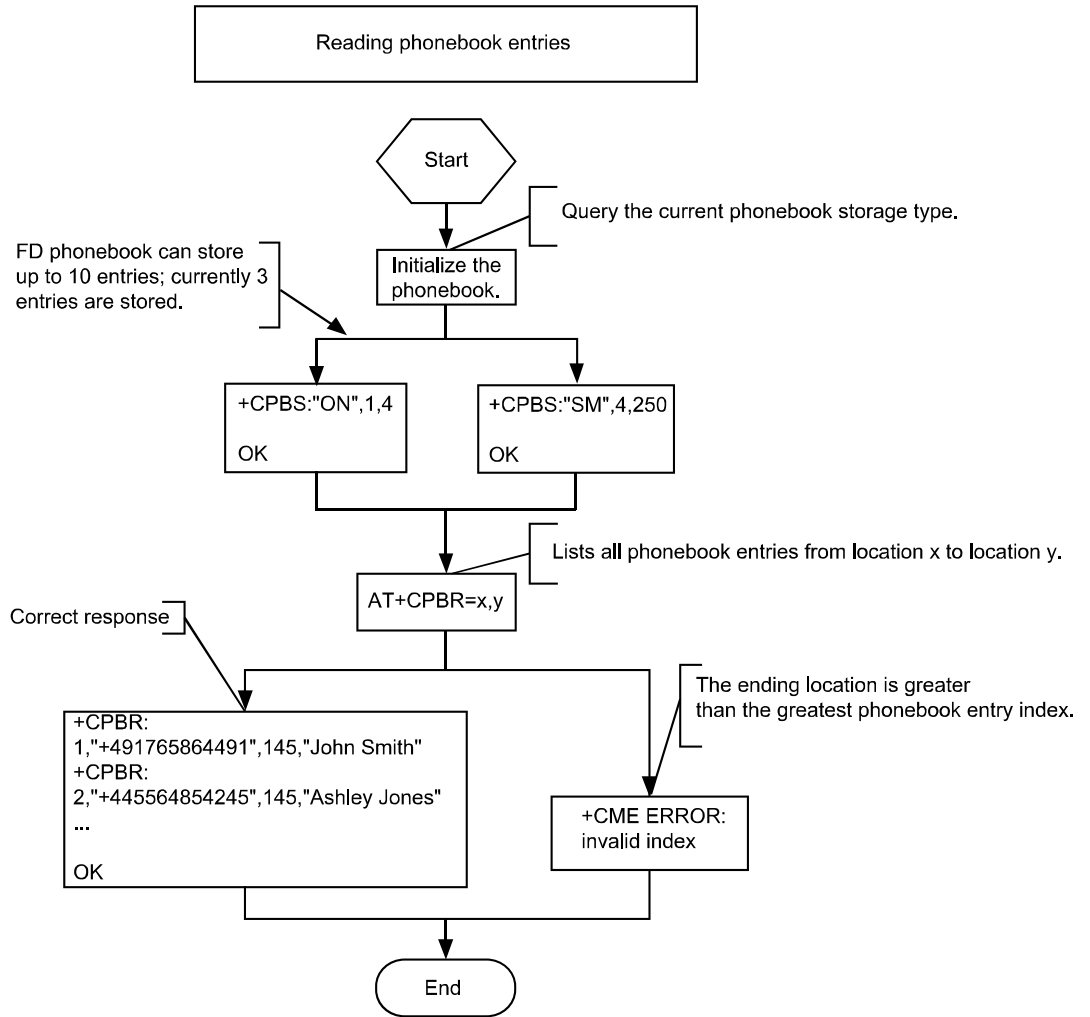 Reading phonebook entries
Start
Query the current phonebook storage type.
FD phonebook can store
up to 10 entries; currently 3
entries are stored.
Initialize the
phonebook.
+CPBS:"ON",1,4
OK
+CPBS:"SM",4,250
OK
Lists all phonebook entries from location x to location y.
AT+CPBR=x,y
Correct response
The ending location is greater
than the greatest phonebook entry index.
+CPBR:
1,"+491765864491",145,"John Smith"
+CPBR:
2,"+445564854245",145,"Ashley Jones"
...
OK
+CME ERROR:
invalid index
End